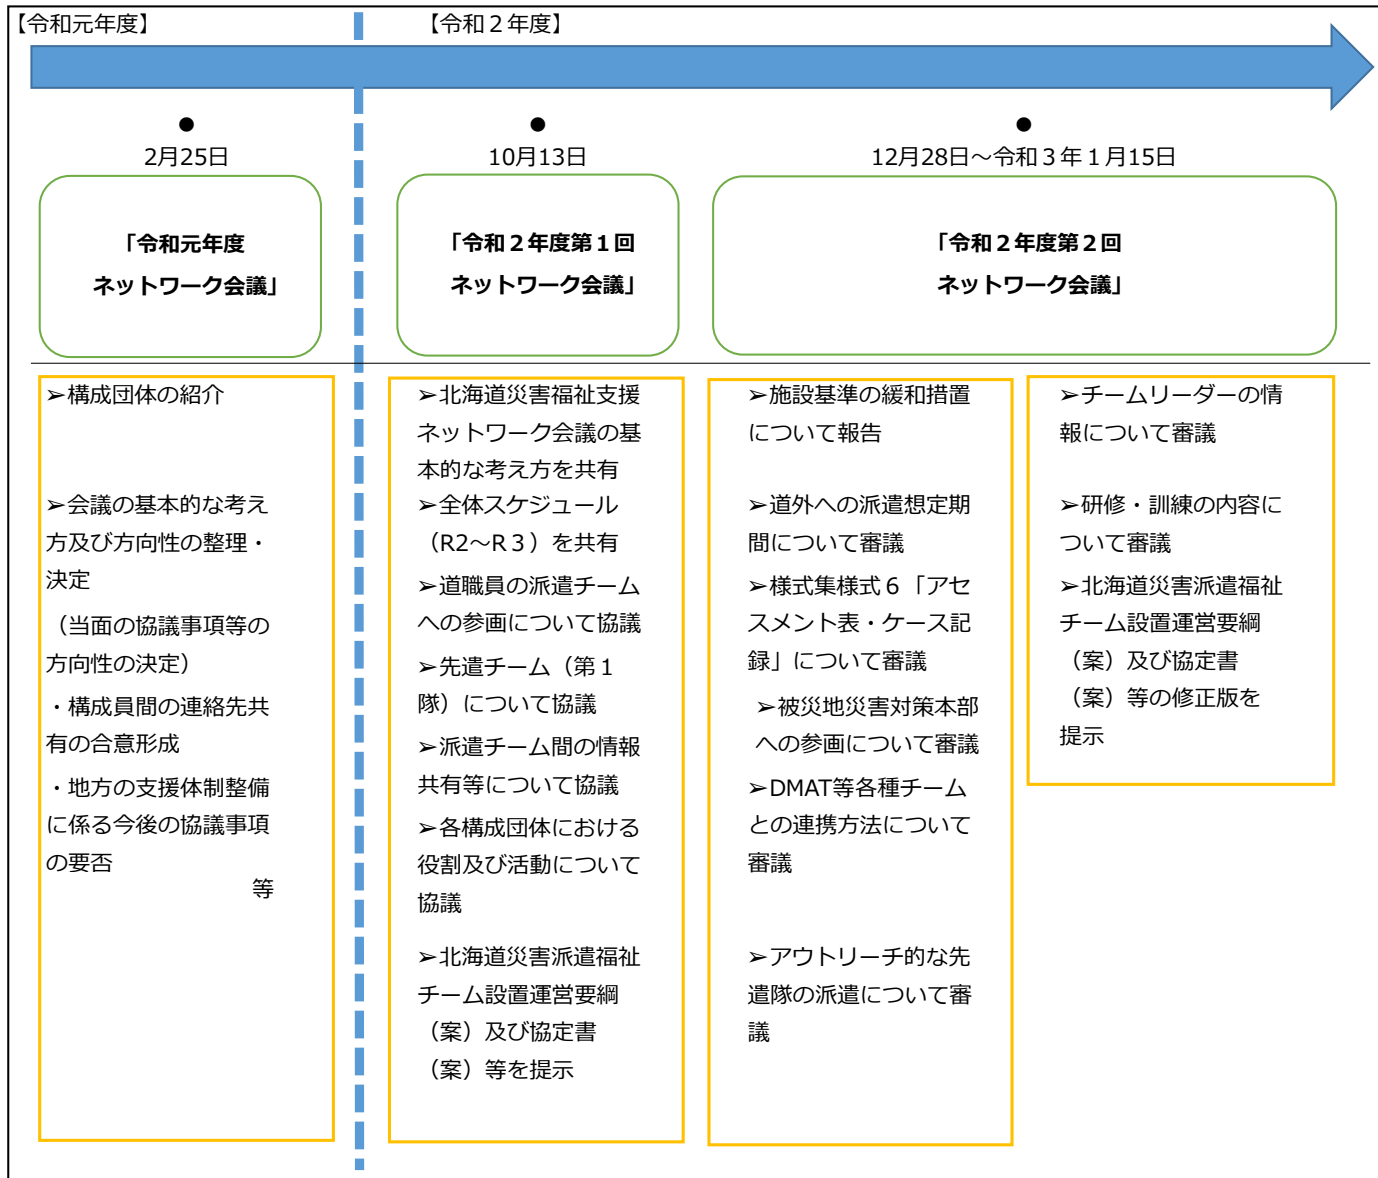 【令和元年度】
【令和２年度】
●
2月25日
●
10月13日
●
12月28日～令和３年１月15日
「令和元年度
ネットワーク会議」
「令和２年度第１回
ネットワーク会議」
「令和２年度第２回
ネットワーク会議」
➢構成団体の紹介
➢会議の基本的な考え
方及び方向性の整理・
決定
（当面の協議事項等の
方向性の決定）
・構成員間の連絡先共
有の合意形成
・地方の支援体制整備
に係る今後の協議事項
の要否
等
➢北海道災害福祉支援
ネットワーク会議の基
本的な考え方を共有
➢全体スケジュール
（R2～R３）を共有
➢道職員の派遣チーム
への参画について協議
➢先遣チーム（第１
隊）について協議
➢派遣チーム間の情報
共有等について協議
➢各構成団体における
役割及び活動について
協議
➢北海道災害派遣福祉
チーム設置運営要綱
（案）及び協定書
（案）等を提示
➢施設基準の緩和措置
について報告
➢道外への派遣想定期
間について審議
➢様式集様式６「アセ
スメント表・ケース記
録」について審議
➢被災地災害対策本部
への参画について審議
➢DMAT等各種チーム
との連携方法について
審議
➢アウトリーチ的な先
遣隊の派遣について審
議
➢チームリーダーの情
報について審議
➢研修・訓練の内容に
ついて審議
➢北海道災害派遣福祉
チーム設置運営要綱
（案）及び協定書
（案）等の修正版を
提示